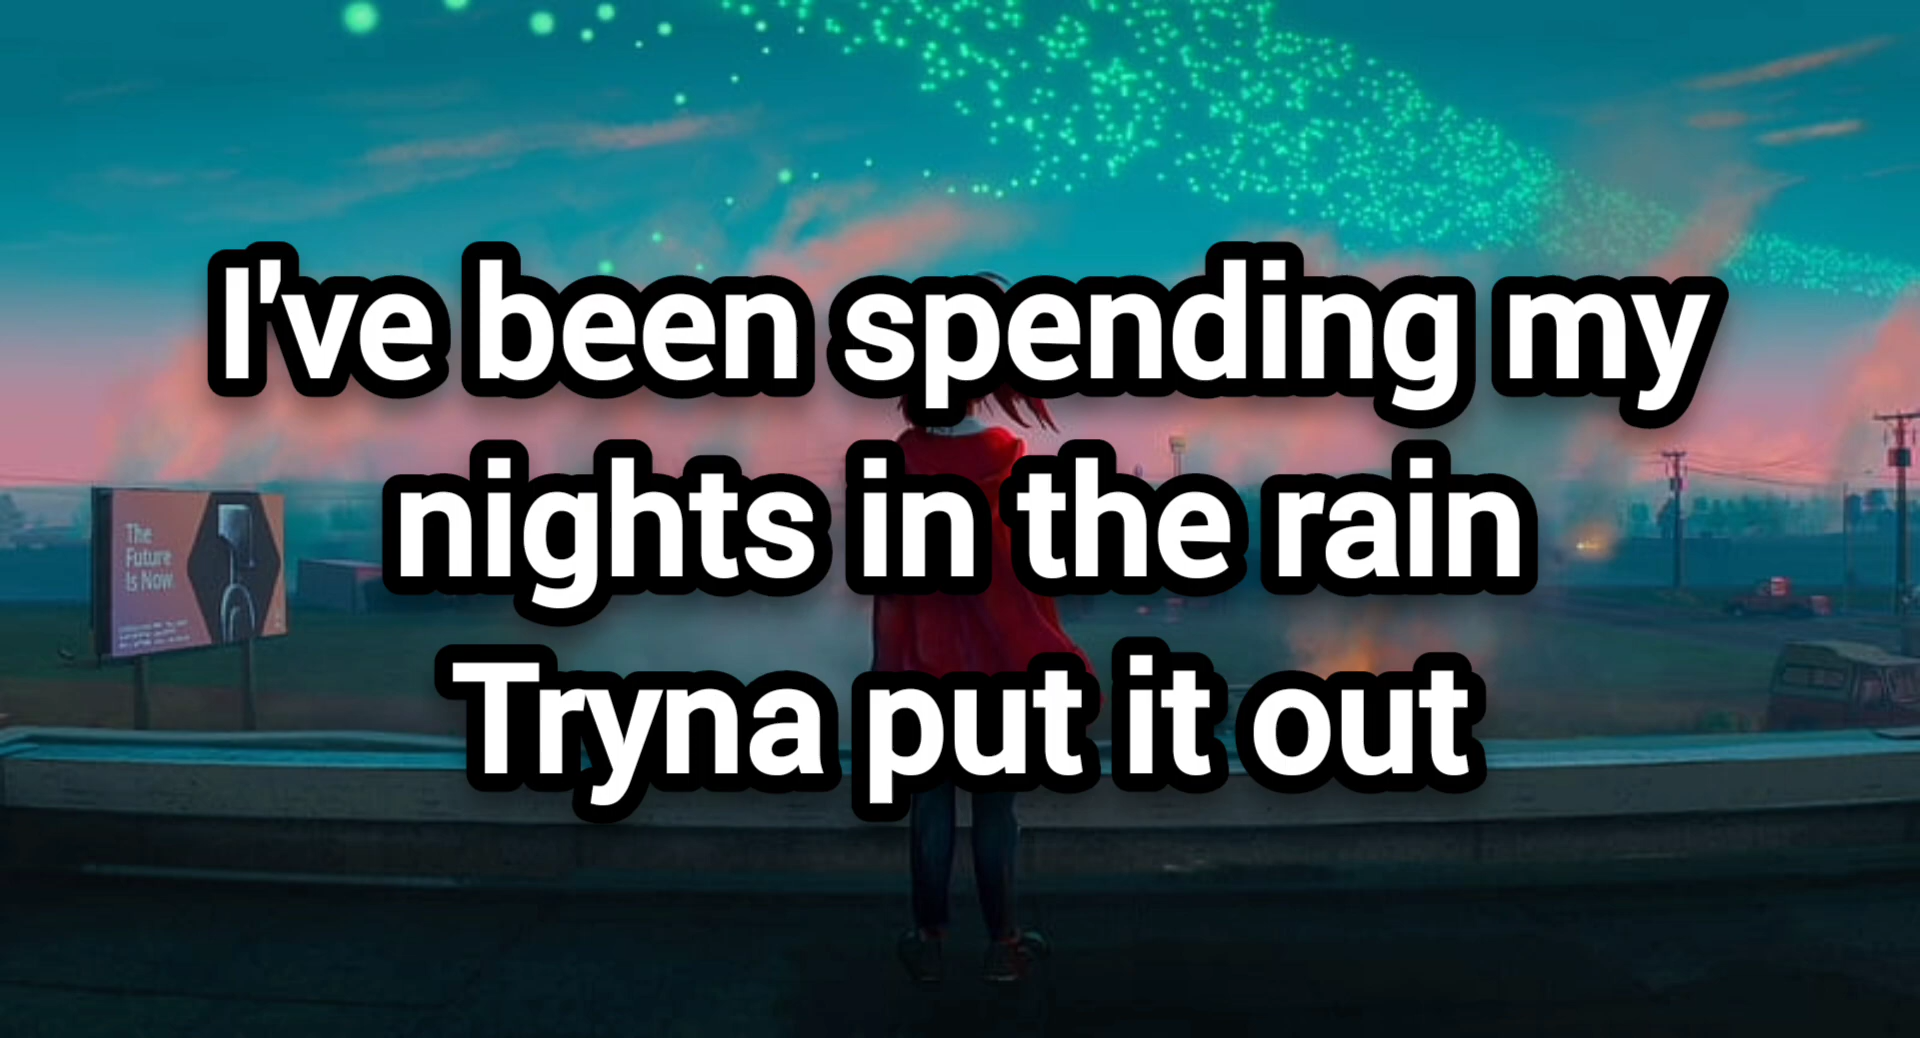 I've been spending my
nights in the rain
Tryna put it out
The
Future
Is Now.